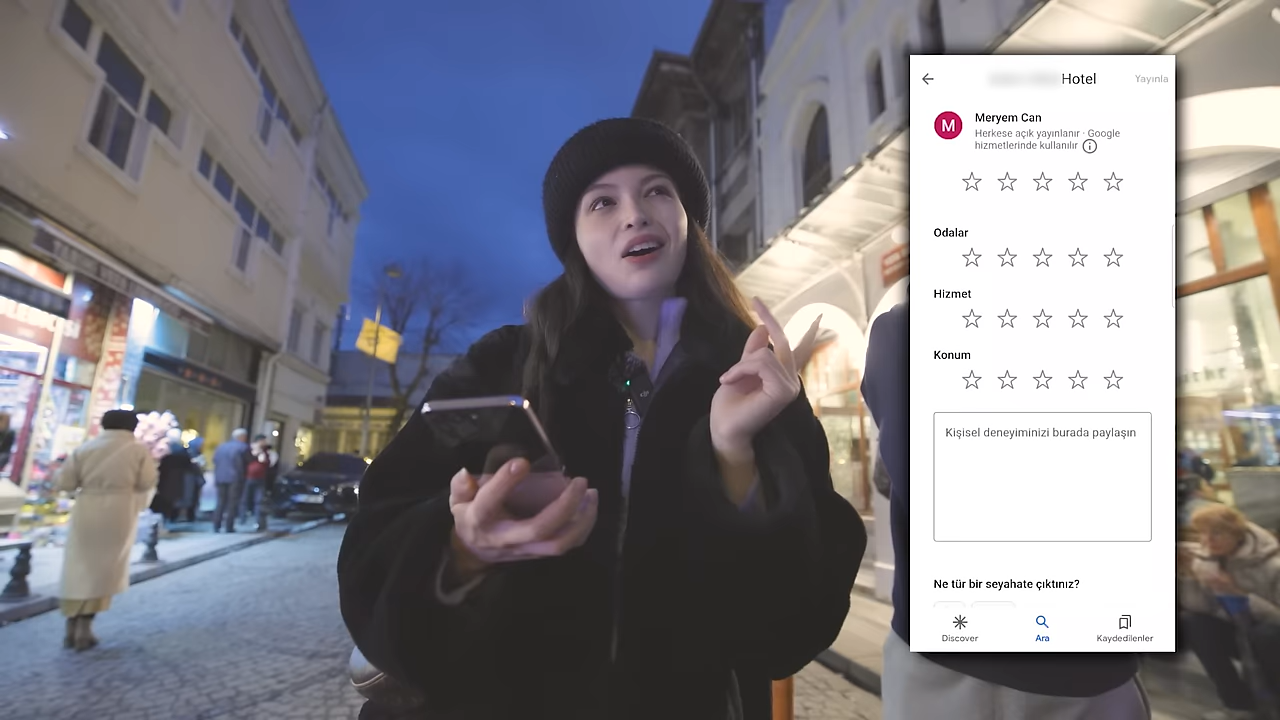 Hotel
Yayınla
M
Meryem Can
Herkese açık yayınlanır · Google
hizmetlerinde kullanılır
Odalar
Hizmet
Konum
Kişisel deneyiminizi burada paylaşın
Ne tür bir seyahate çıktınız?
Discover
Ara
Kaydedilenler